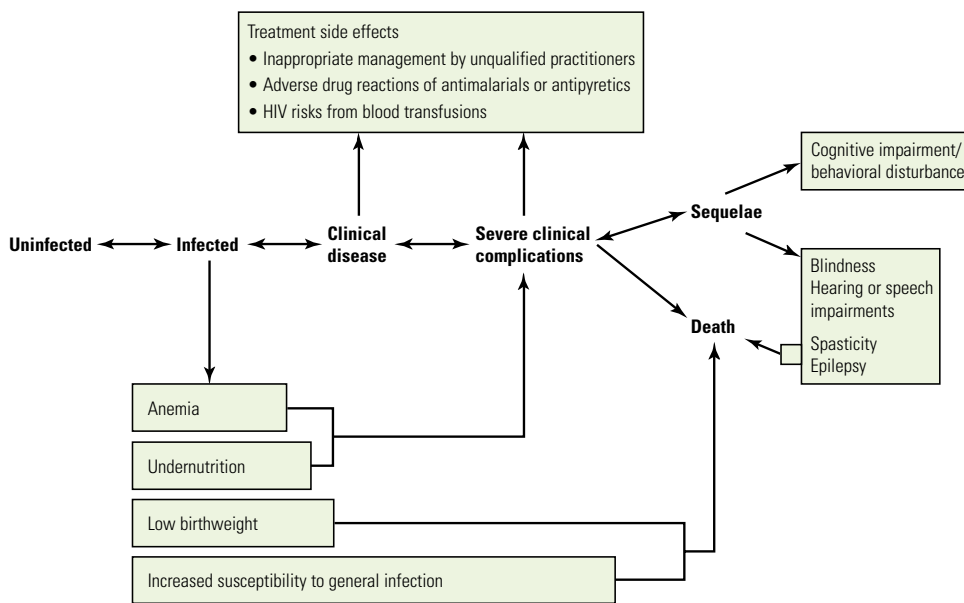 Treatment side effects
• Inappropriate management by unqualified practitioners
• Adverse drug reactions of antimalarials or antipyretics
• HIV risks from blood transfusions
Cognitive impairment/
behavioral disturbance
Sequelae
Uninfected
Infected
Clinical
disease
Severe clinical
complications
Blindness
Hearing or speech
impairments
Spasticity
Epilepsy
Death
Anemia
Undernutrition
Low birthweight
Increased susceptibility to general infection